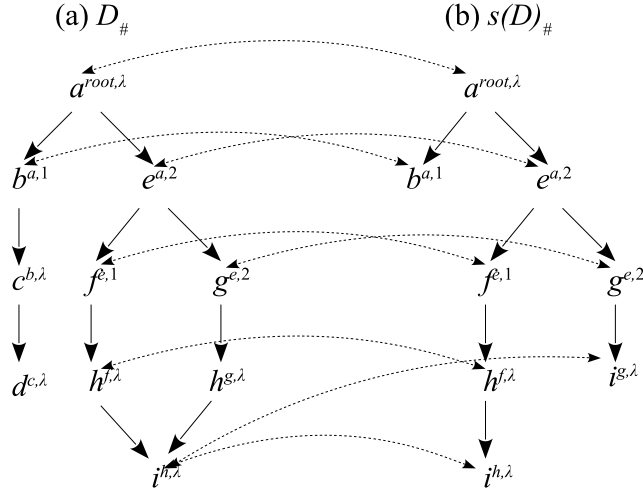 (a) D# (b) s(D)#
a^root,λ a^root,λ
b^a,1 e^a,2 b^a,1 e^a,2
c^b,λ f^e,1 g^e,2 f^e,1 g^e,2
d^c,λ h^f,λ h^g,λ h^f,λ i^g,λ
i^h,λ i^h,λ